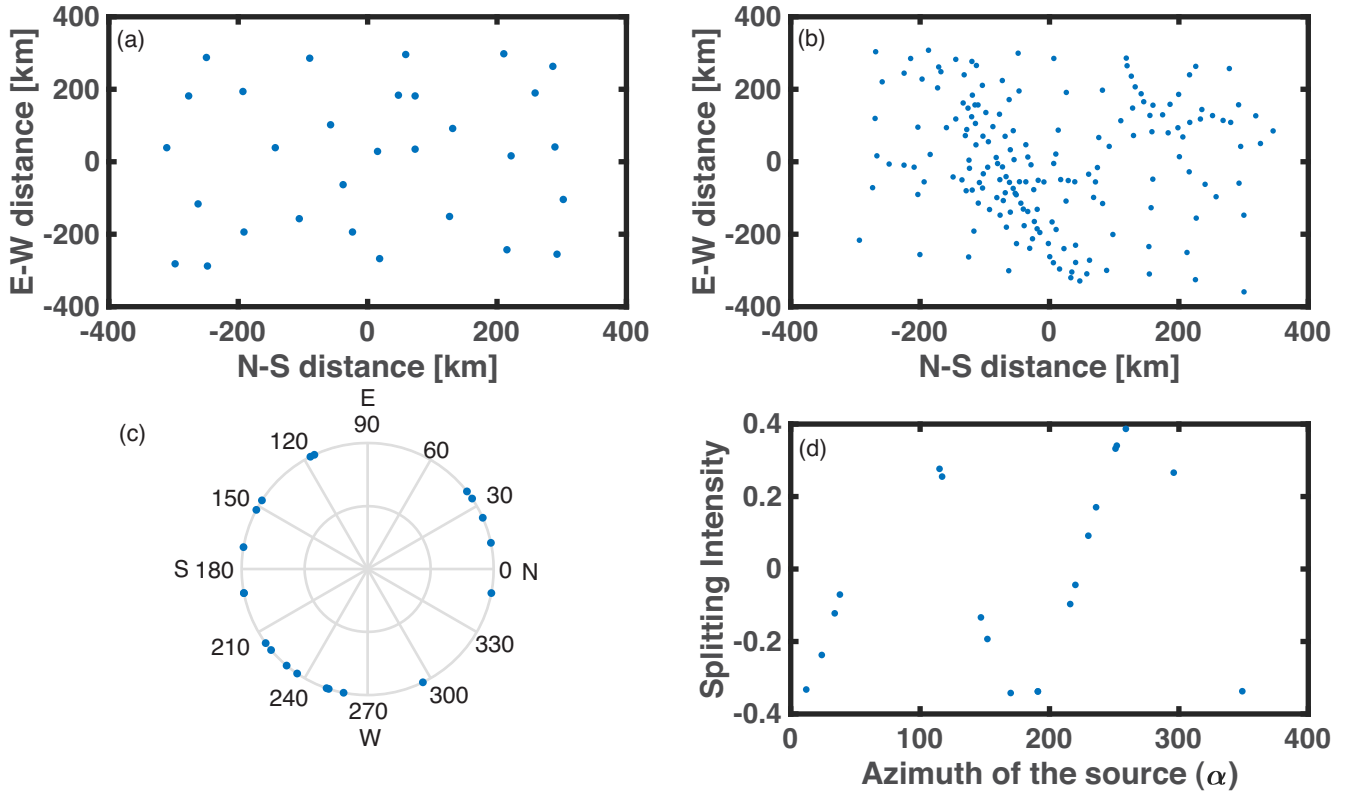 (a)
400
200
0
-200
-400
E-W distance [km]
-400 -200 0 200 400
N-S distance [km]
(b)
400
200
0
-200
-400
E-W distance [km]
-400 -200 0 200 400
N-S distance [km]
(c)
E
90
120 60
150 30
S 180 0 N
210 330
240 300
270
W
(d)
0.4
0.2
0
-0.2
-0.4
Splitting Intensity
0 100 200 300 400
Azimuth of the source (α)